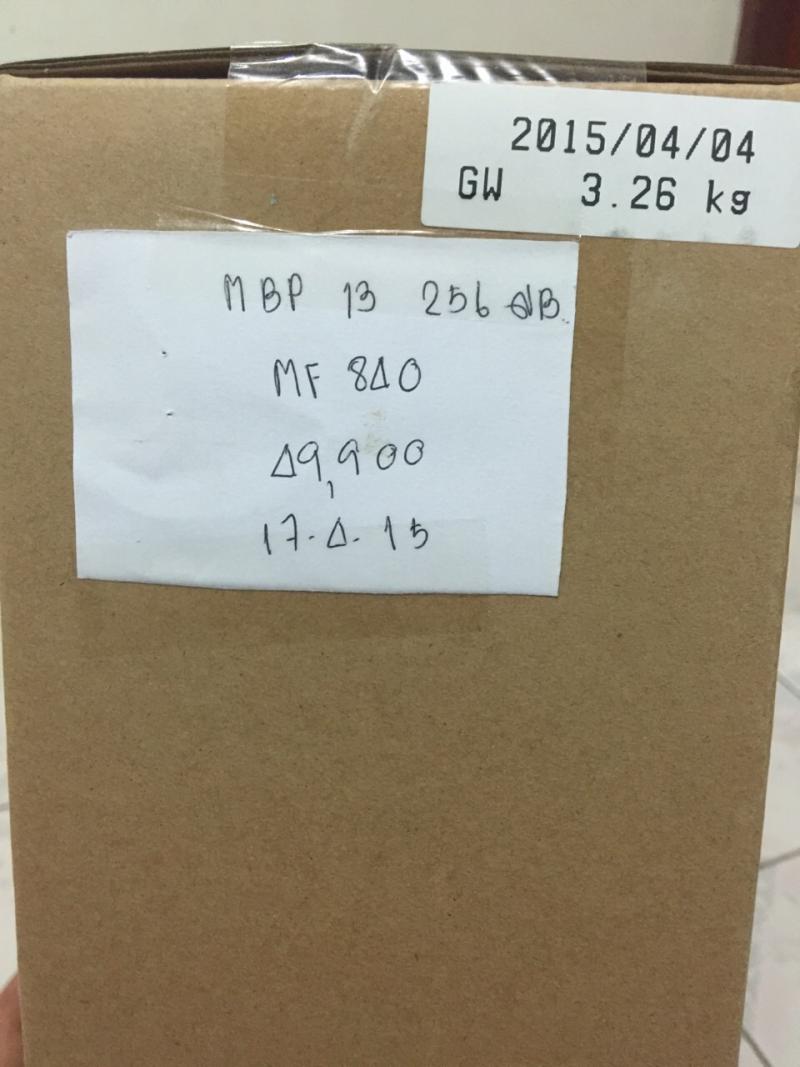 2015/04/04
GW 3.26 kg
MBP 13 256 GB.
MF 840
49,900
17.4.15